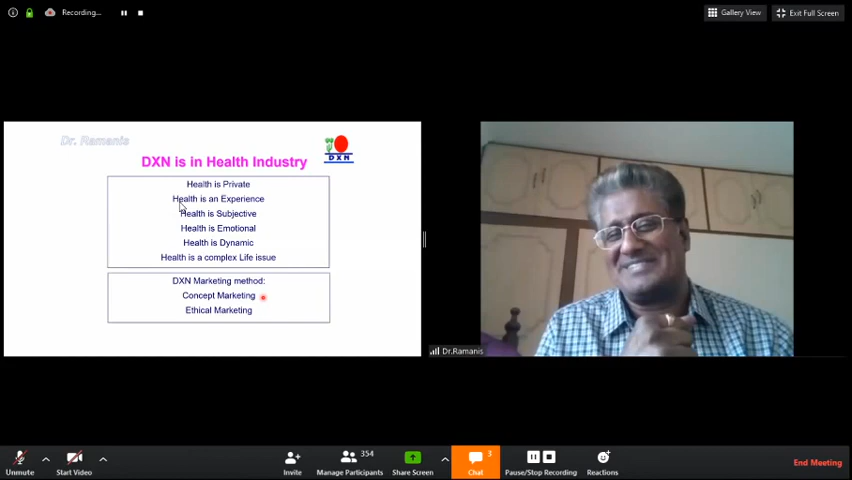 Recording...
Gallery View
Exit Full Screen
Dr. Ramanis
DXN
DXN is in Health Industry
Health is Private
Health is an Experience
Health is Subjective
Health is Emotional
Health is Dynamic
Health is a complex Life issue
DXN Marketing method:
Concept Marketing
Ethical Marketing
Dr.Ramanis
Unmute
Start Video
Invite
354
Manage Participants
Share Screen
3
Chat
Pause/Stop Recording
Reactions
End Meeting